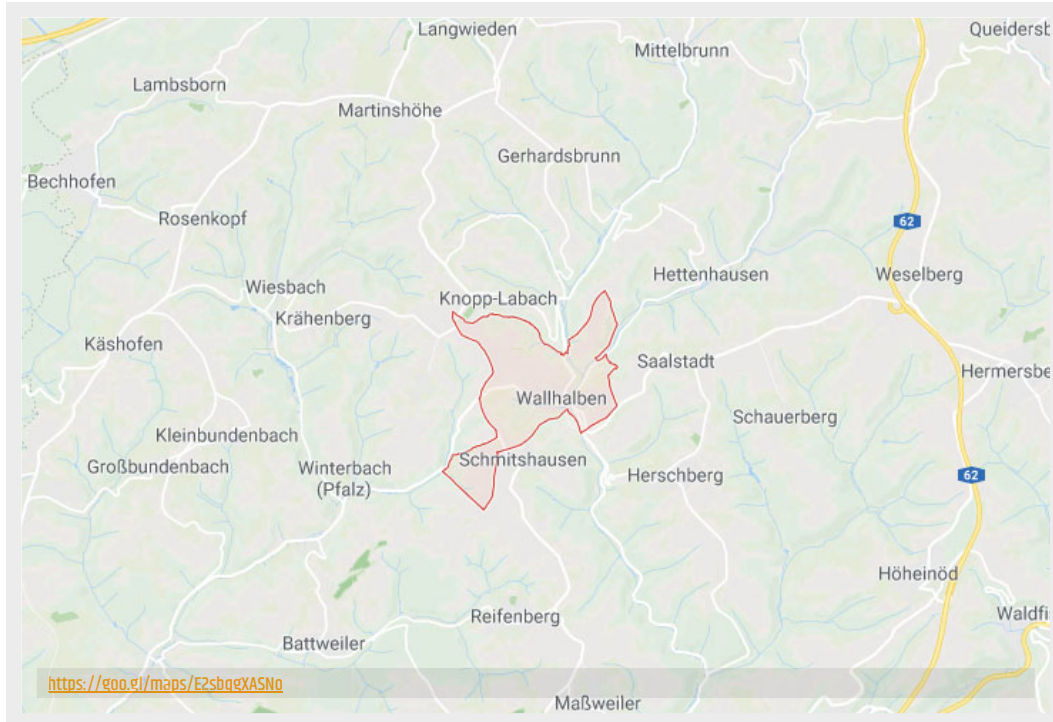 Langwieden
Queidersb
Mittelbrunn
Lambsborn
Martinshöhe
Gerhardsbrunn
Bechhofen
Rosenkopf
62
Hettenhausen
Weselberg
Wiesbach
Knopp-Labach
Krähenberg
Käshofen
Saalstadt
Hermersbe
Wallhalben
Schauerberg
Kleinbundenbach
Großbundenbach
Winterbach
(Pfalz)
Schmitshausen
Herschberg
62
Höheinöd
Reifenberg
Waldfi
Battweiler
https://goo.gl/maps/E2sbqgXASNo
Maßweiler